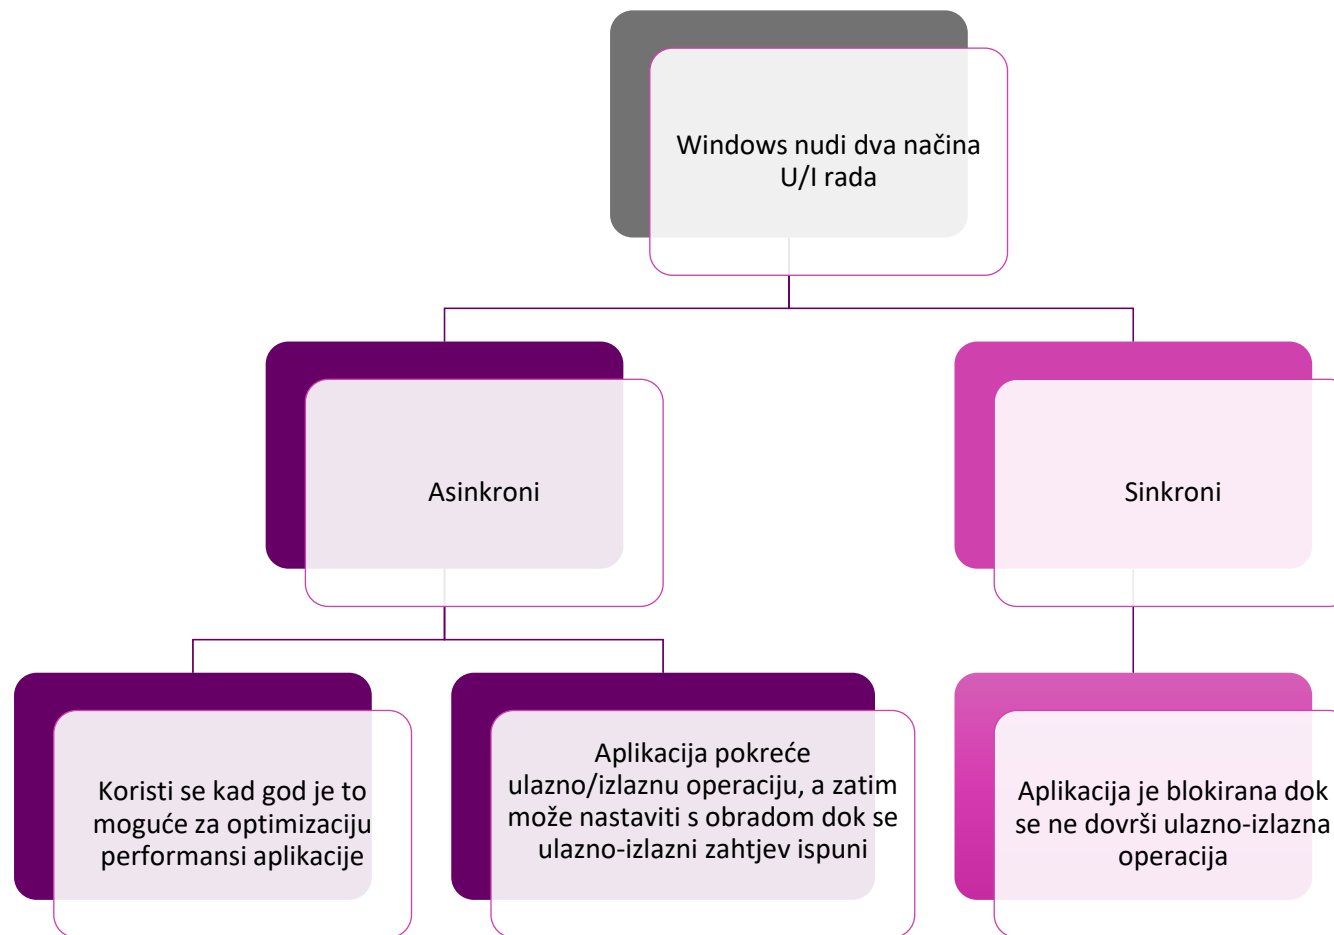 Windows nudi dva načina
U/I rada
Asinkroni
Sinkroni
Koristi se kad god je to
moguće za optimizaciju
performansi aplikacije
Aplikacija pokreće
ulazno/izlaznu operaciju, a zatim
može nastaviti s obradom dok se
ulazno-izlazni zahtjev ispuni
Aplikacija je blokirana dok
se ne dovrši ulazno-izlazna
operacija